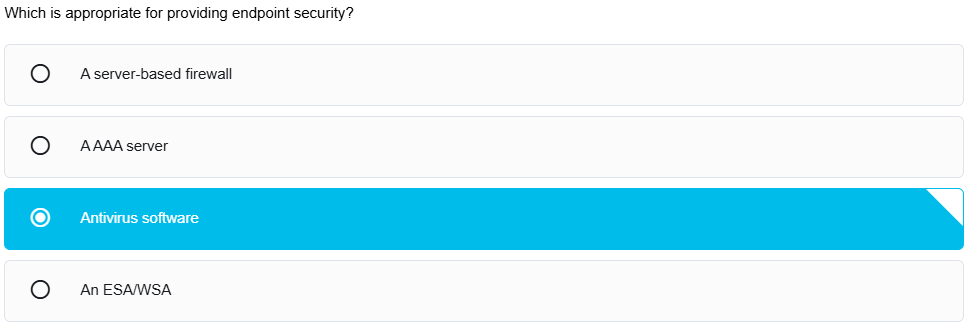 Which is appropriate for providing endpoint security?
A server-based firewall
A AAA server
Antivirus software
An ESA/WSA